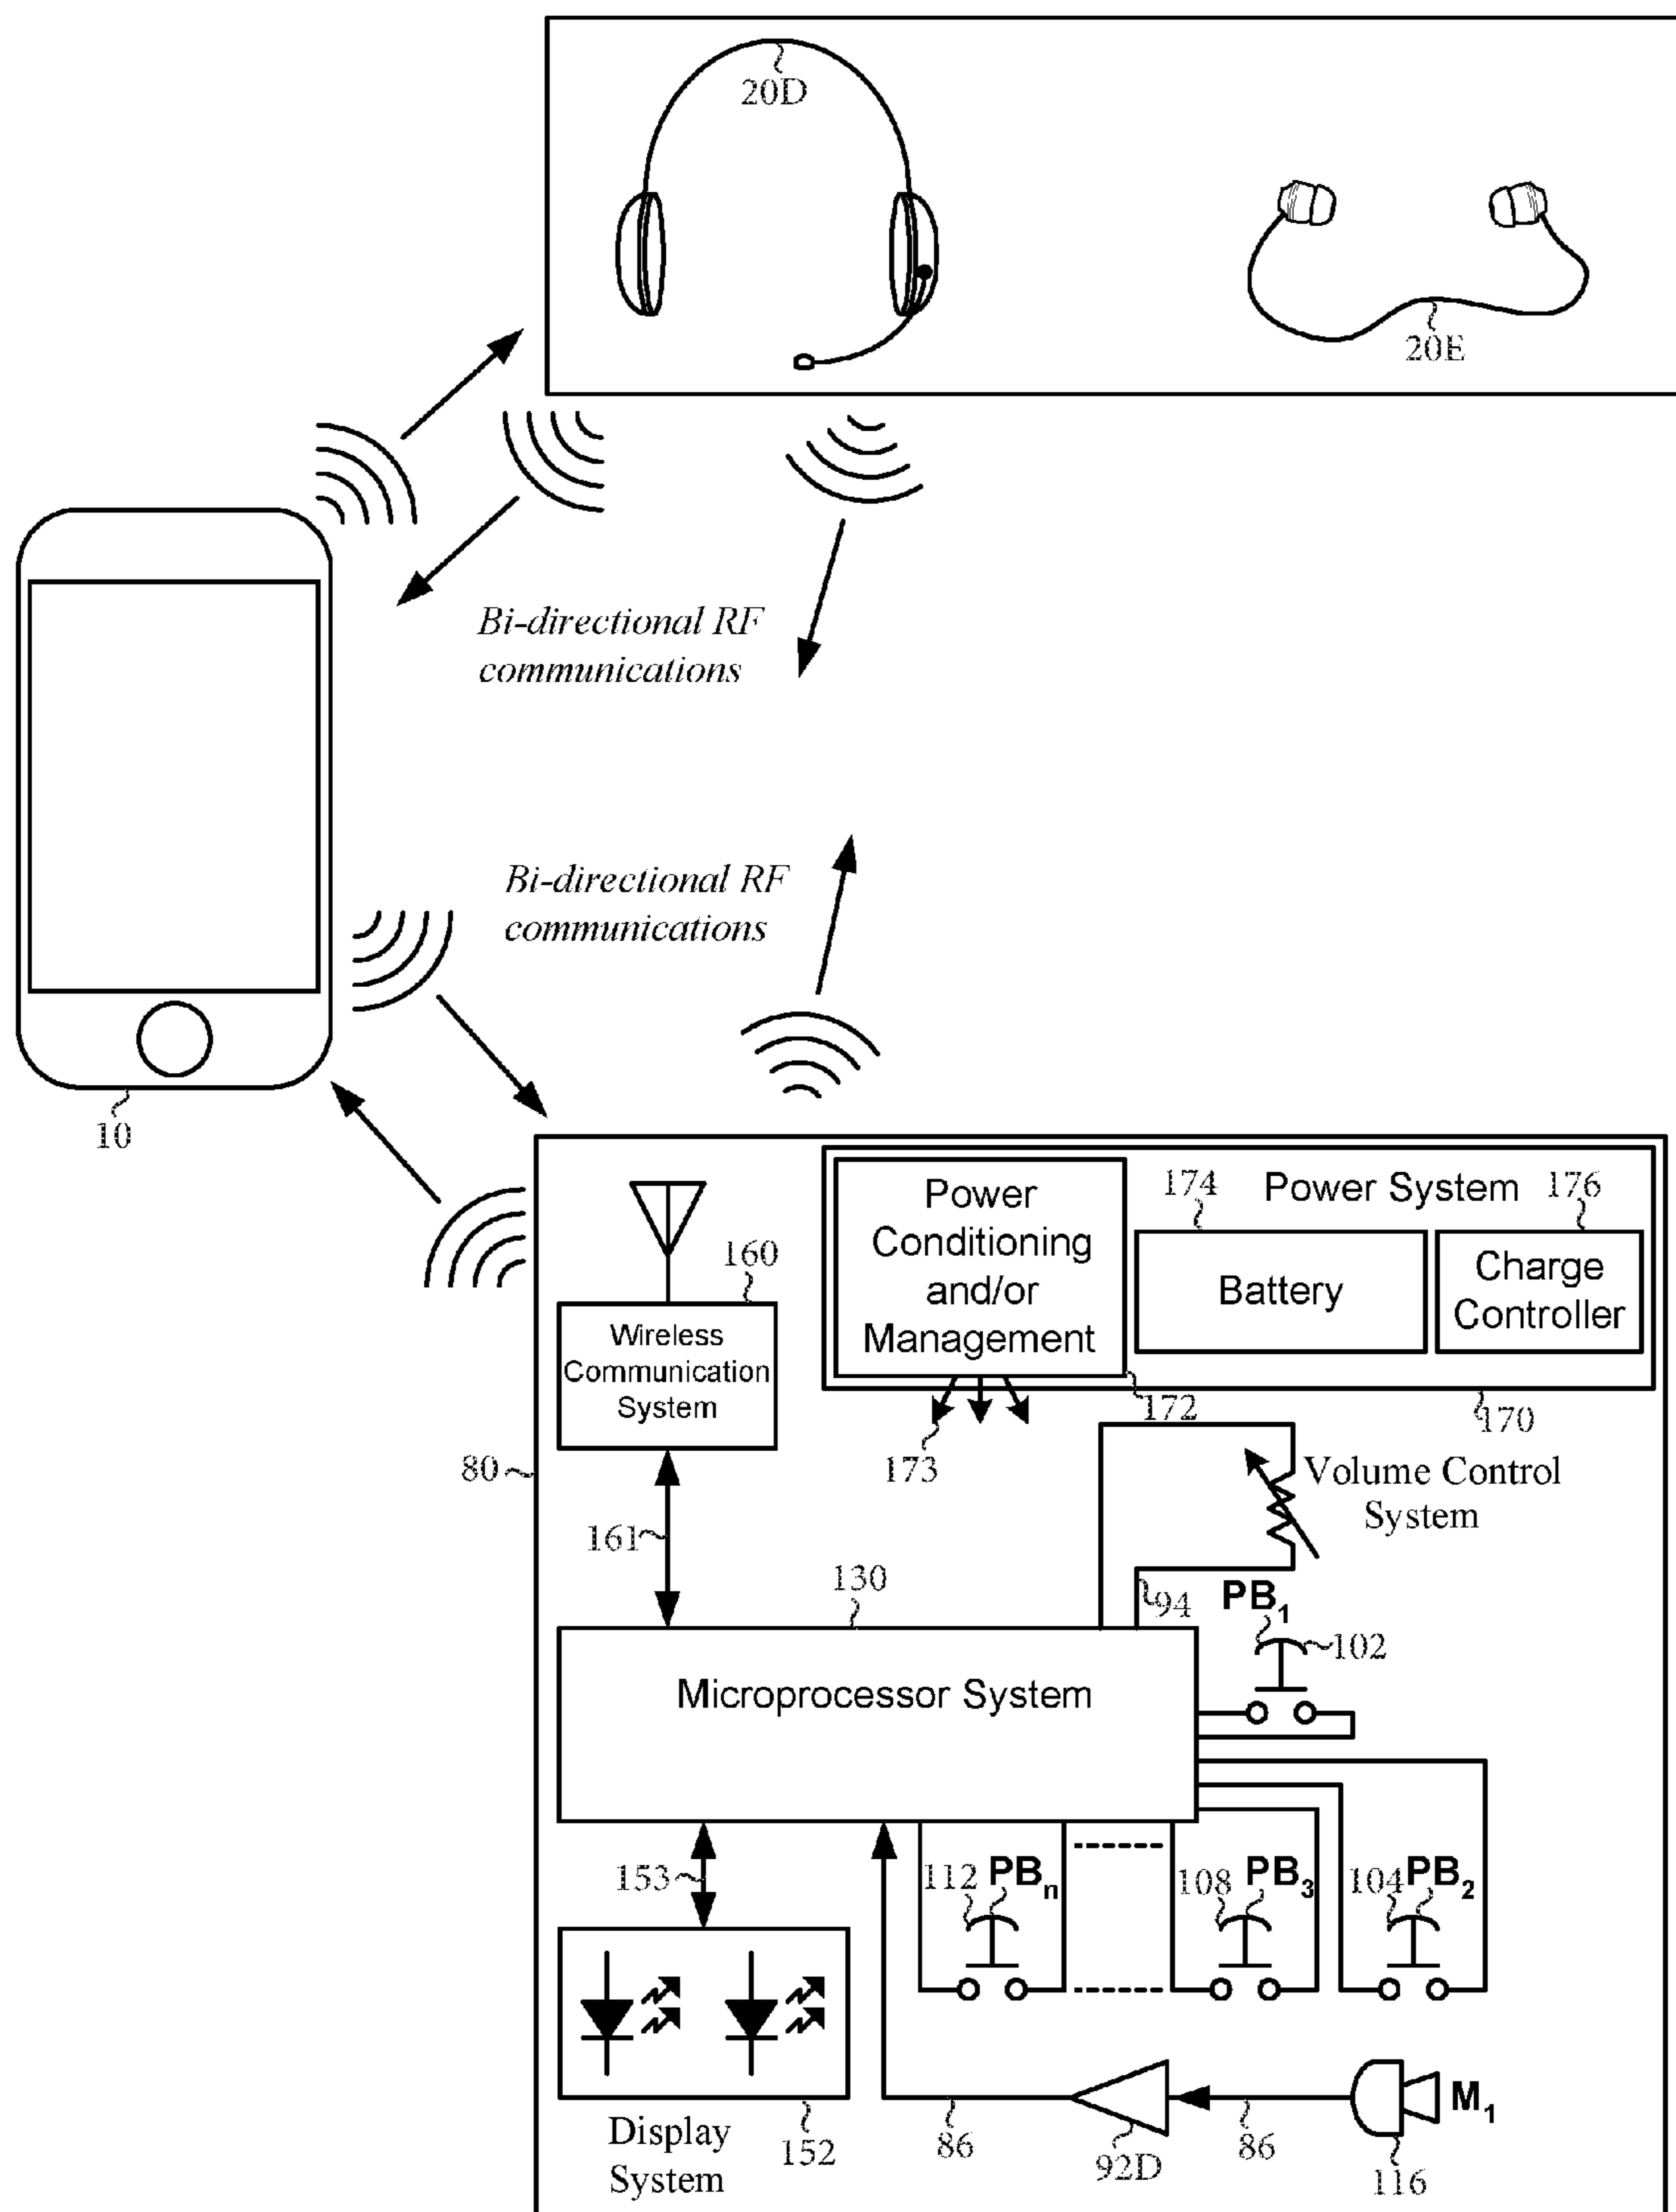 20D
20E
Bi-directional RF
communications
Bi-directional RF
communications
10
174 Power System 176
Power
Conditioning
and/or
Management
Battery
Charge
Controller
160
Wireless
Communication
System
172
170
173
80
Volume Control
System
161
94
130
PB1
102
Microprocessor System
153
112 PBn
108 PB3
104 PB2
M1
Display
System
152
86
92D
86
116